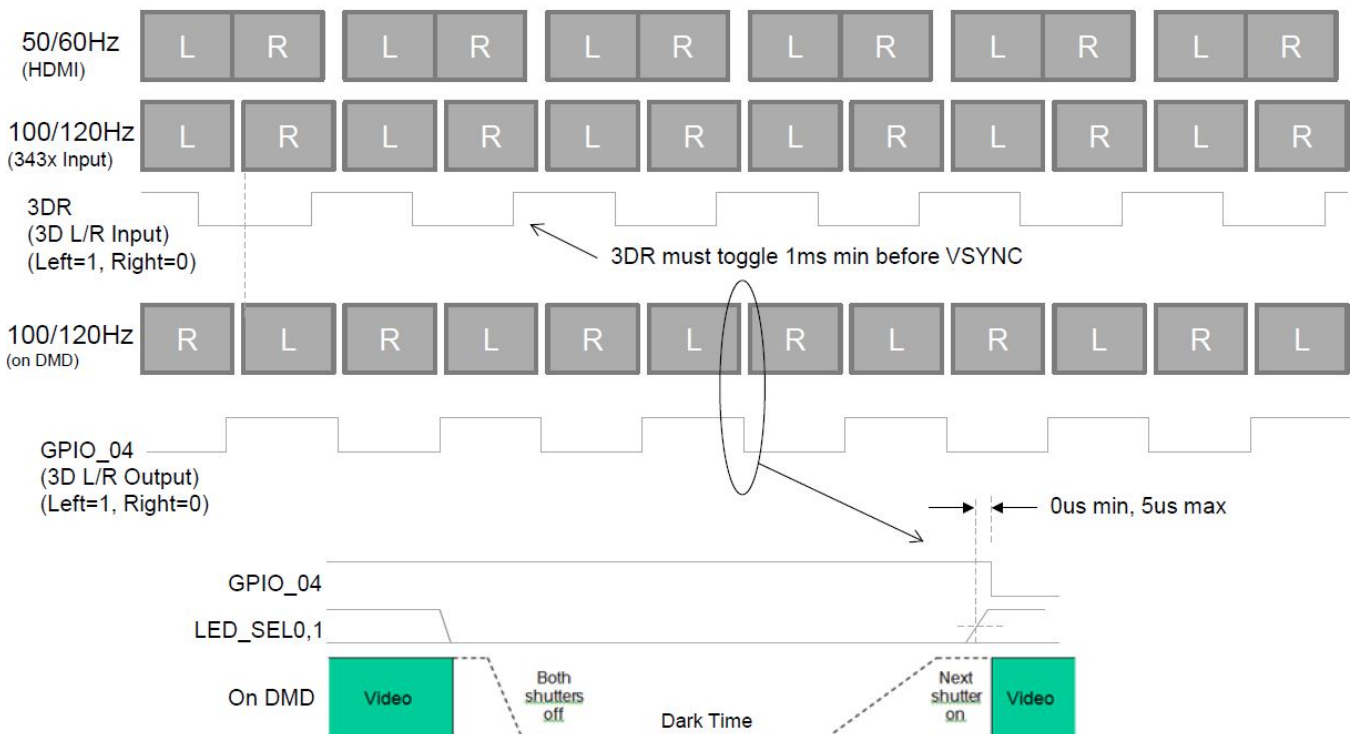 50/60Hz
(HDMI)
L R L R L R L R L R L R
100/120Hz
(343x Input)
L R L R L R L R L R L R
3DR
(3D L/R Input)
(Left=1, Right=0)
3DR must toggle 1ms min before VSYNC
100/120Hz
(on DMD)
R L R L R L R L R L R L
GPIO_04
(3D L/R Output)
(Left=1, Right=0)
0us min, 5us max
GPIO_04
LED_SEL0,1
On DMD
Video
Both
shutters
off
Dark Time
Next
shutter
on
Video